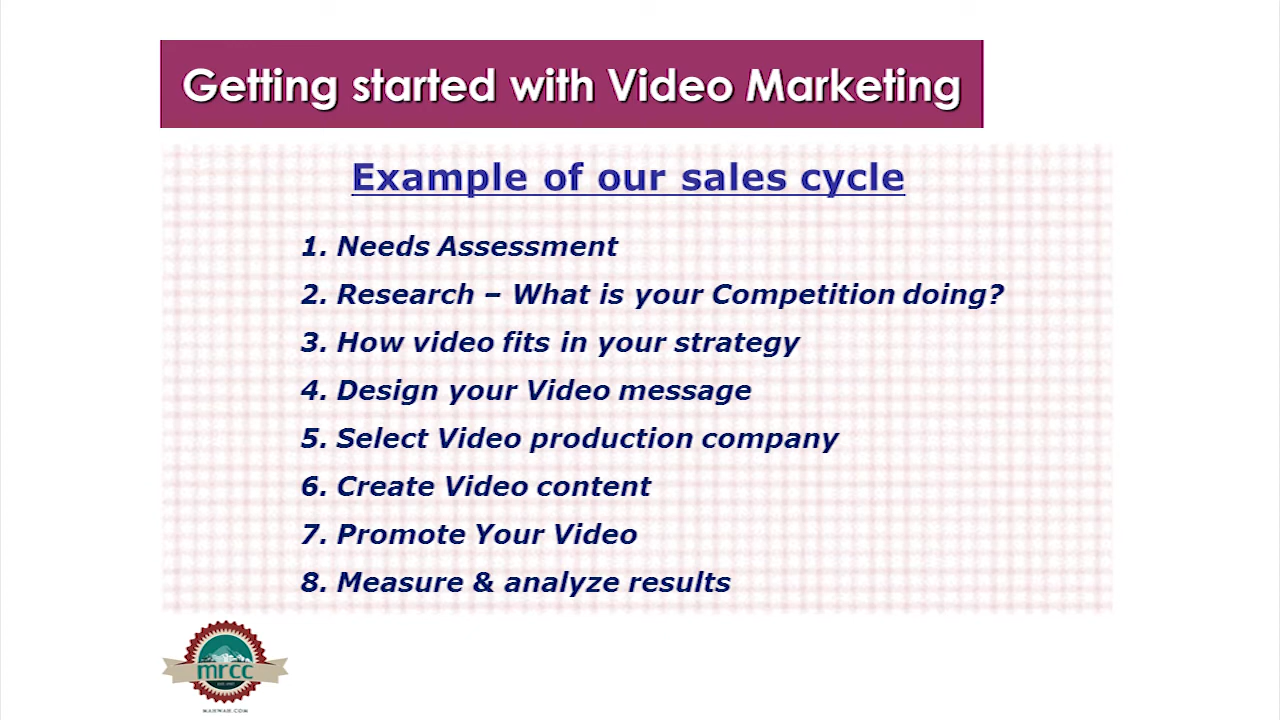 Getting started with Video Marketing
Example of our sales cycle
1. Needs Assessment
2. Research – What is your Competition doing?
3. How video fits in your strategy
4. Design your Video message
5. Select Video production company
6. Create Video content
7. Promote Your Video
8. Measure & analyze results
mrcc